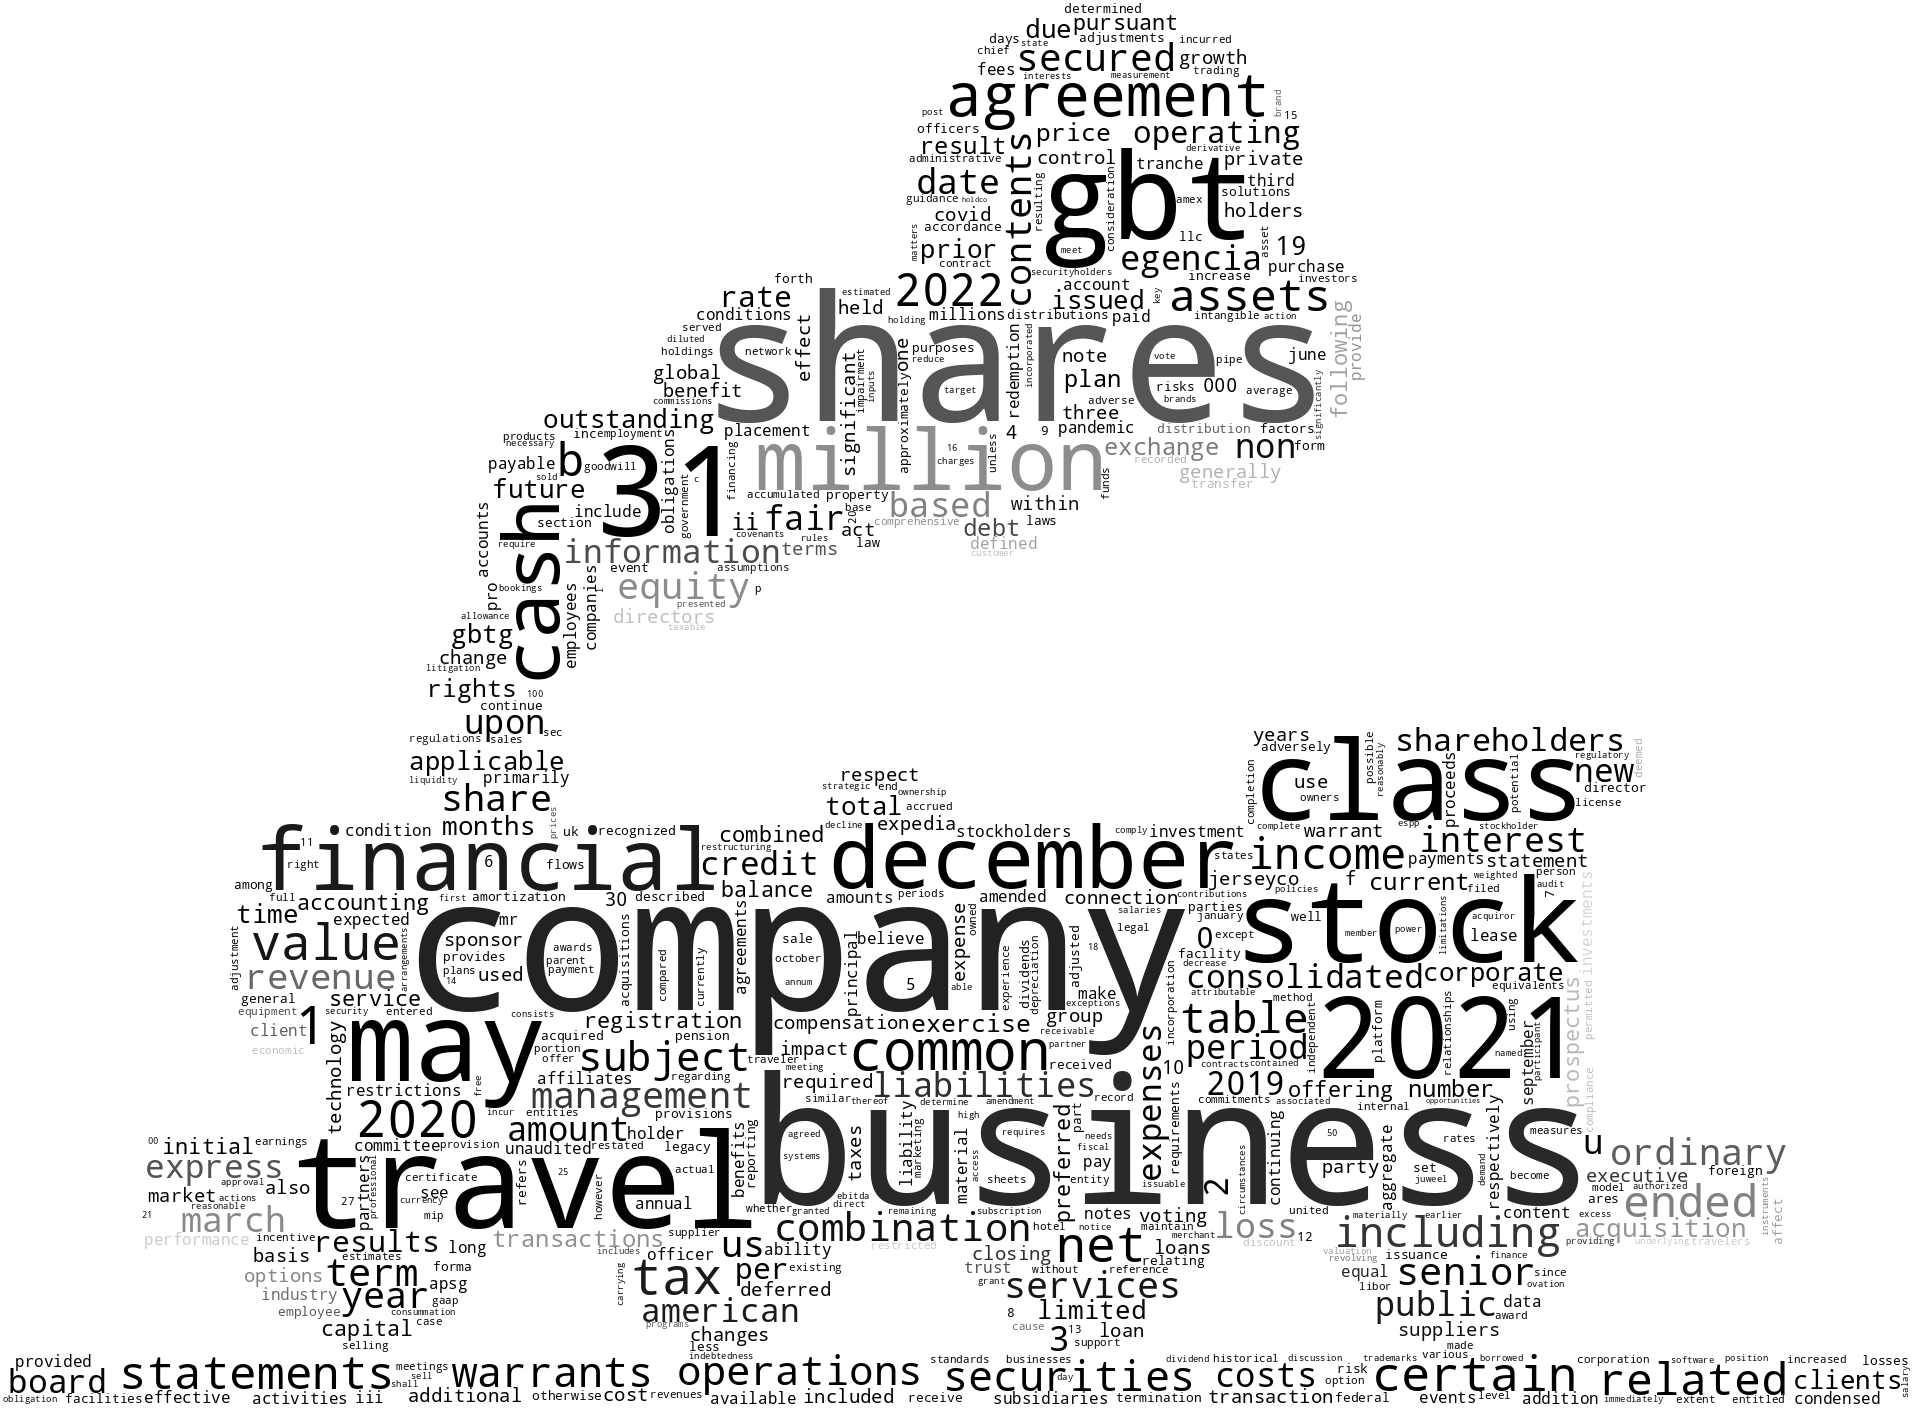 determined
due pursuant
days state adjustments incurred
chief secured growth
fees interests measurement trading
agreement brand
post 15
officers price operating
result contents derivative
administrative control tranche private
date gbt third
resulting consideration solutions
guidance holdco amex holders
covid
accordance llc
matters prior meet asset 19
contract egencia purchase
securityholders increase investors
forth 2022 account
rate estimated held issued key assets
conditions holding millions distributions paid intangible action
served shares following
diluted effect
holdings network purposes one note vote june provide
reduce pipe
global significant impairment inputs redemption incorporated plan risks 000 average
benefit target adverse brands
commissions approximately three significantly
outstanding placement 4 9 pandemic distribution factors
products inc employment million 16 exchange non form
necessary
payable b goodwill 31 financing charges unless recorded
sold c funds generally
future obligations government accumulated property based within transfer
include base
cash section ii fair 20 act comprehensive debt laws
accounts require covenants rules law defined
information terms customer
event assumptions
pro bookings employees companies equity p
allowance presented
gbtg directors
taxable
change
litigation
rights 100
continue
upon sec
regulations sales years class shareholders
adversely possible reasonably regulatory deemed
applicable respect
liquidity primarily strategic end ownership completion use proceeds potential new
share total accrued owners director
license
months prices uk recognized combined decline expedia stockholders comply investment complete warrant espp stockholder
condition december interest
11 financial restructuring
right 6 flows credit states income payments statement
among balance jerseyco policies f current weighted person
full first amortization 30 described amounts periods amended connection contributions filed audit
accounting company salaries parties stock 7
time expected mr agreements owned january well acquiror
value sponsor awards sale believe expense 18 legal 0 except member power limitations lease
adjustment arrangements provides parent acquisitions compared currently october principal able experience dividends depreciation adjusted facility
revenue plans 14 used payment annum 5 decrease consolidated corporate
general service make attributable equivalents permitted investments
equipment 1 security entered consists exceptions method prospectus
client may acquired registration pension compensation exercise group incorporation table independent 2021 platform relationships using
technology portion receivable
economic offer subject traveler impact common partner expenses period september named participant
affiliates regarding meeting received contracts contained
restrictions free management required liabilities 10 2019 offering number compliance
2020 incur entities provisions similar thereof determine amendment record commitments associated internal opportunities
amount high part
00 initial earnings committee provision unaudited restated holder legacy business taxes liability marketing material requires preferred needs requirements 50 rates respectively measures u ordinary
express travel benefits reporting agreed fiscal
approval partners professional certificate 25 refers actual systems access sheets pay party aggregate set demand become executive foreign
market actions also 27 currency see however annual ebitda entity issuable 2 circumstances continuing juweel model authorized
reasonable
21 march mip whether granted direct remaining subscription notes voting united materially earlier content ares excess ended instruments affect
performance incentive results transactions supplier combination hotel notice maintain loss including acquisition
basis estimates long includes officer us ability restricted closing net merchant loans discount 12 valuation issuance finance providing underlying travelers
options term forma carrying tax per existing trust without reference relating revolving equal senior since
industry apsg deferred grant services libor ovation
employee year gaap american 8 limited public data
consummation programs award
capital case changes cause 3 13 loan suppliers
selling less support made
provided indebtedness standards businesses dividend historical discussion trademarks various borrowed corporation software position increased losses
board statements meetings sell warrants operations securities day costs risk option certain related clients
shall salary
obligation facilities effective activities iii additional otherwise cost revenues available included receive subsidiaries termination transaction federal events level addition immediately extent entitled condensed